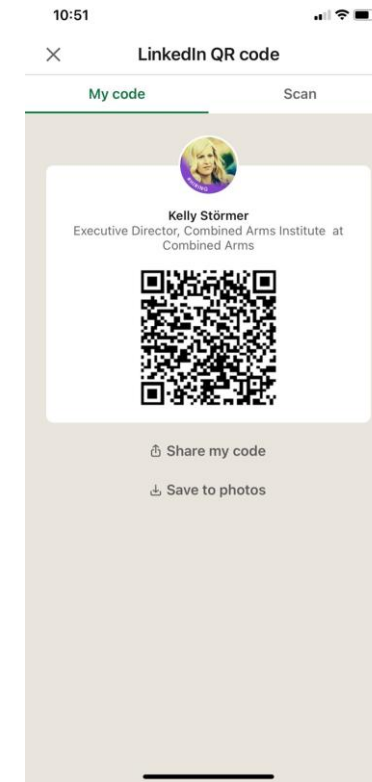 10:51
LinkedIn QR code
My code
Scan
#HIRING
Kelly Störmer
Executive Director, Combined Arms Institute at
Combined Arms
Share my code
Save to photos